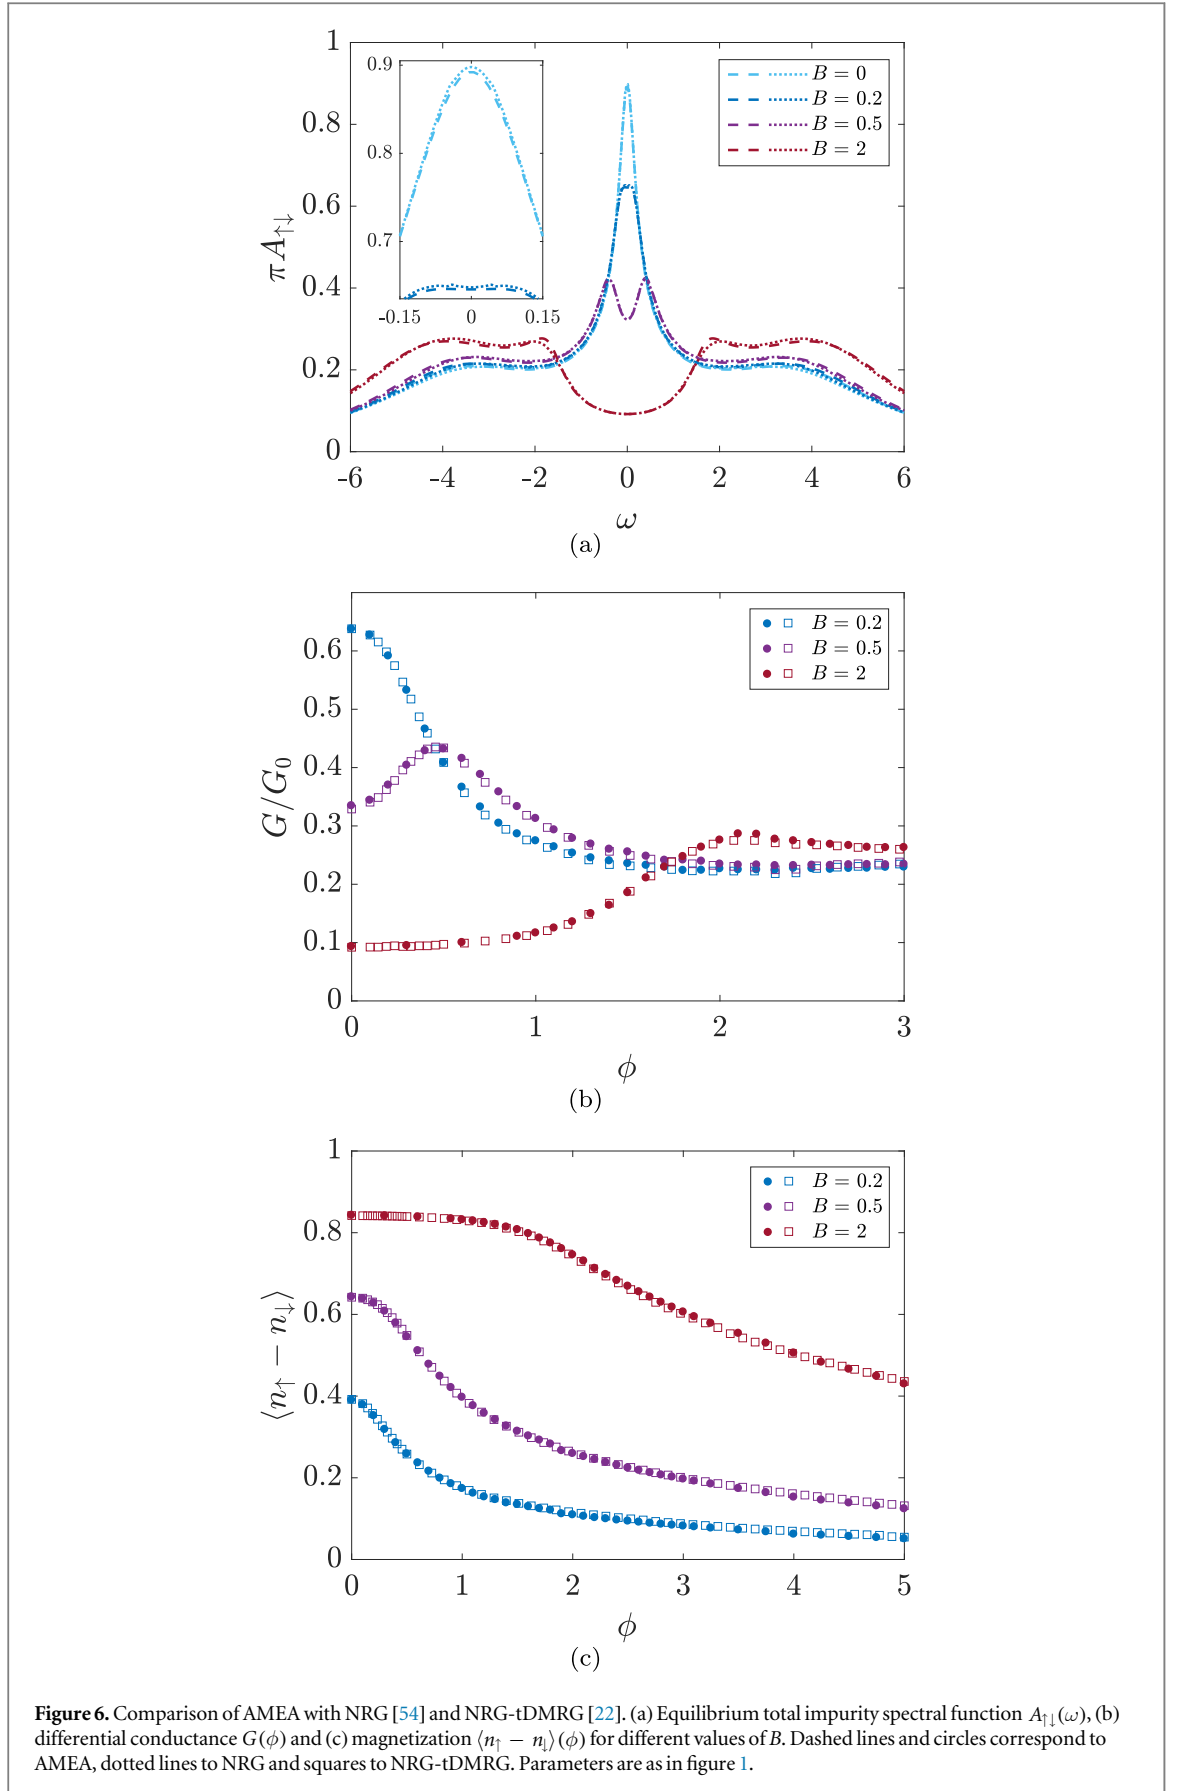 1
0.8
0.6
0.4
0.2
0
πA↑↓
0.9
0.8
0.7
-0.15 0 0.15
B = 0
B = 0.2
B = 0.5
B = 2
-6 -4 -2 0 2 4 6
ω
(a)
0.6
0.5
0.4
0.3
0.2
0.1
0
G/G₀
B = 0.2
B = 0.5
B = 2
0 1 2 3
ϕ
(b)
1
0.8
0.6
0.4
0.2
0
⟨n↑ − n↓⟩
B = 0.2
B = 0.5
B = 2
0 1 2 3 4 5
ϕ
(c)
Figure 6. Comparison of AMEA with NRG [54] and NRG-tDMRG [22]. (a) Equilibrium total impurity spectral function A↑↓(ω), (b)
differential conductance G(ϕ) and (c) magnetization ⟨n↑ − n↓⟩(ϕ) for different values of B. Dashed lines and circles correspond to
AMEA, dotted lines to NRG and squares to NRG-tDMRG. Parameters are as in figure 1.